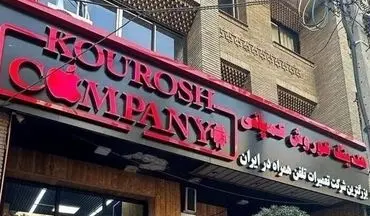 KOUROSH
COMPANY
کوروش کمپانی
بزرگترین شرکت تعمیرات تلفن همراه در ایران